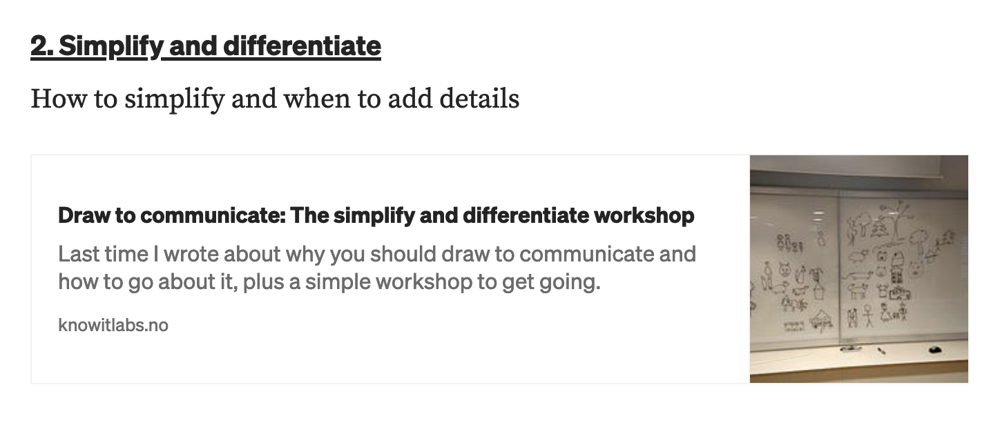 2. Simplify and differentiate
How to simplify and when to add details
Draw to communicate: The simplify and differentiate workshop
Last time I wrote about why you should draw to communicate and
how to go about it, plus a simple workshop to get going.
knowitlabs.no